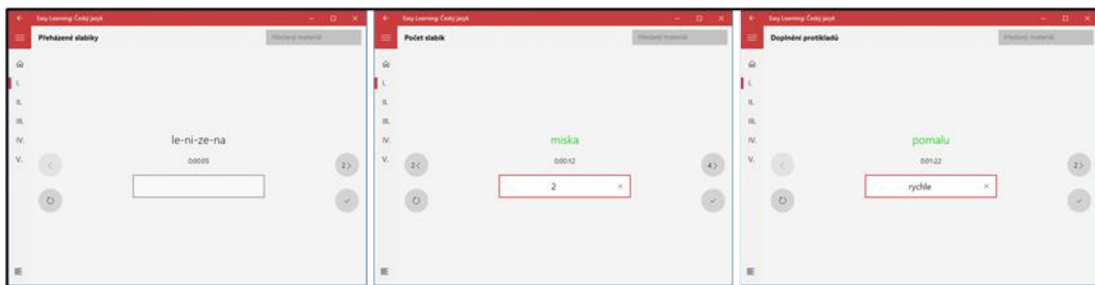 Easy Learning: Český jazyk
Přeházené slabiky
Hledaný materiál
I.
II.
III.
IV.
V.
le-ni-ze-na
0:00:05
2
Easy Learning: Český jazyk
Počet slabik
Hledaný materiál
I.
II.
III.
IV.
V.
miska
0:00:12
2
4
2
Easy Learning: Český jazyk
Doplnění protikladů
Hledaný materiál
I.
II.
III.
IV.
V.
pomalu
0:01:22
2
rychle